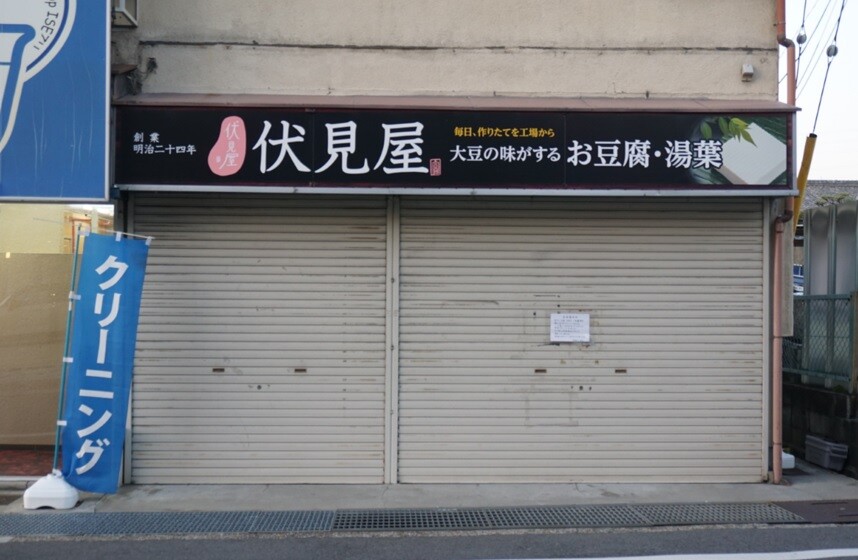 創業
明治二十四年
伏見屋
伏見屋
毎日、作りたてを工場から
大豆の味がするお豆腐・湯葉
クリーニング